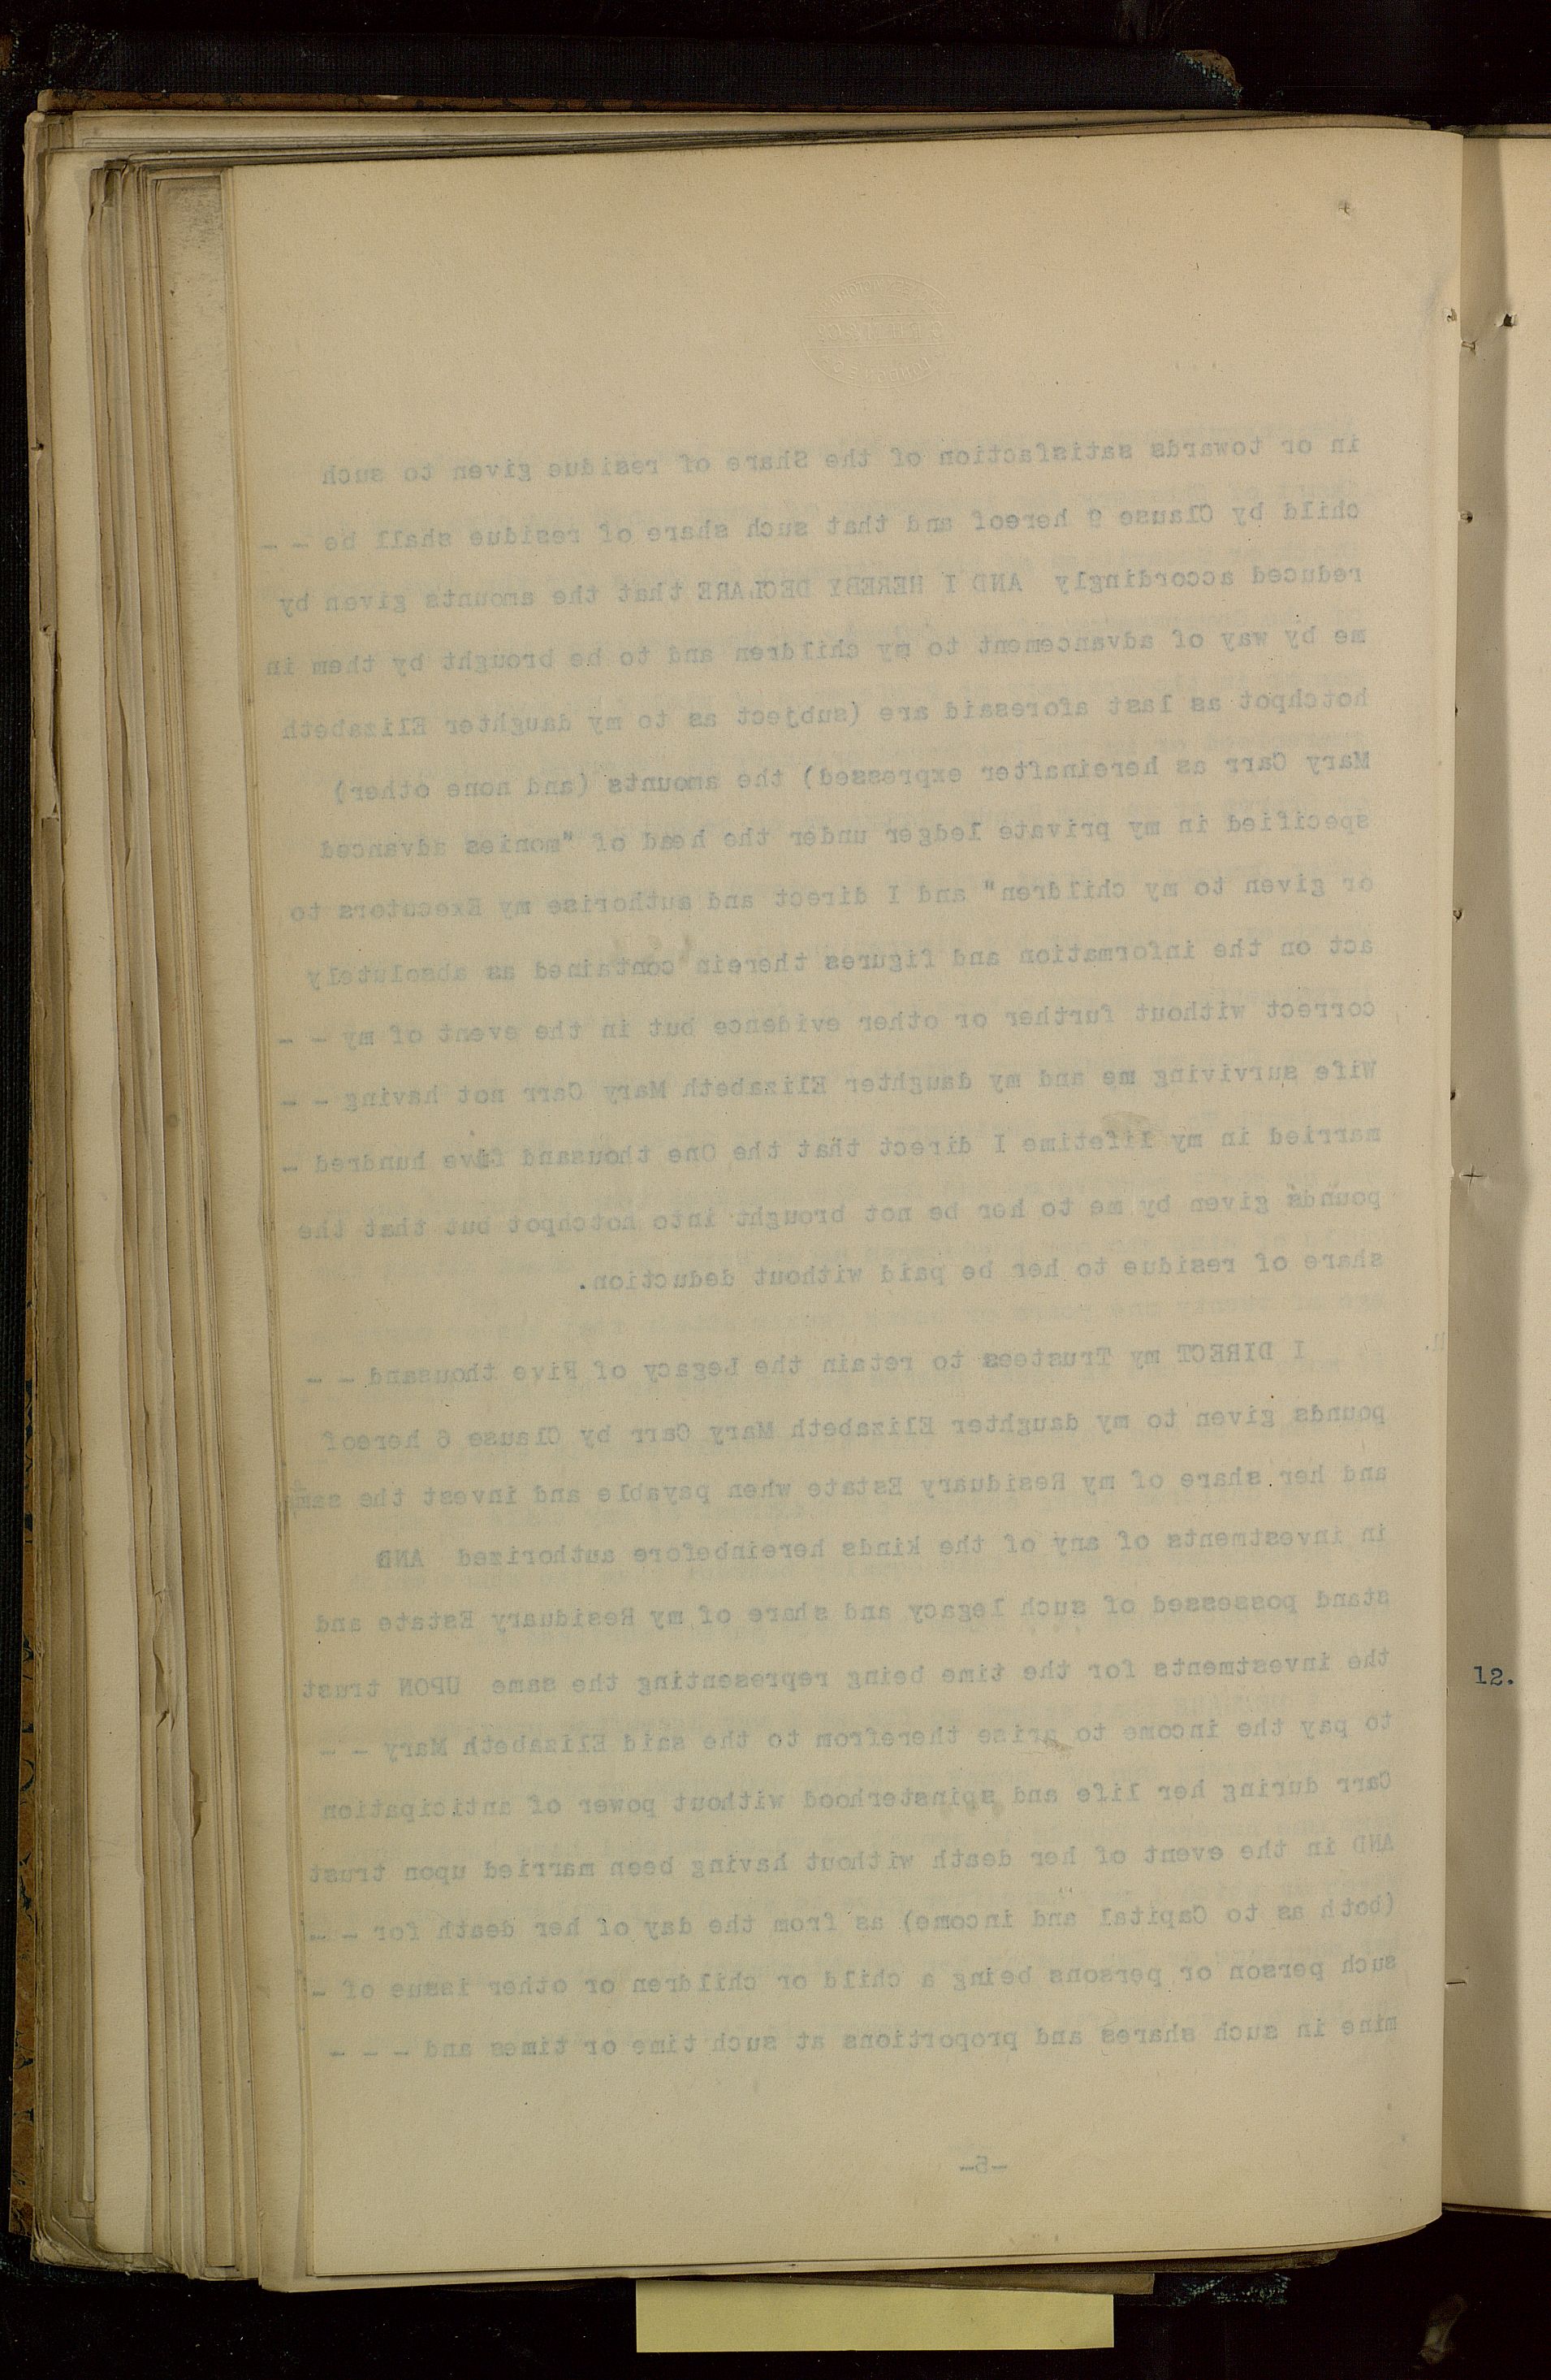 in or towards satisfaction of the Share of residue given to such
child by Clause 9 hereof and that such share of residue shall be - -
reduced accordingly AND I HEREBY DECLARE that the amounts given by
me by way of advancement to my children and to be brought by them in
hotchpot as last aforesaid are (subject as to my daughter Elizabeth
Mary Carr as hereinafter expressed) the amounts (and none other)
specified in my private ledger under the head of "monies advanced
or given to my children" and I direct and authorise my Executors to
act on the information and figures therein contained as absolutely
correct without further or other evidence but in the event of my - -
Wife surviving me and my daughter Elizabeth Mary Carr not having - -
married in my lifetime I direct that the One thousand five hundred -
pounds given by me to her be not brought into hotchpot but that the
share of residue to her be paid without deduction.
11.
I DIRECT my Trustees to retain the Legacy of Five thousand - -
pounds given to my daughter Elizabeth Mary Carr by Clause 6 hereof
and her share of my Residuary Estate when payable and invest the same
in investments of any of the kinds hereinbefore authorized AND
stand possessed of such legacy and share of my Residuary Estate and
the investments for the time being representing the same UPON trust
to pay the income to arise therefrom to the said Elizabeth Mary - -
Carr during her life and spinsterhood without power of anticipation
AND in the event of her death without having been married upon trust
(both as to Capital and income) as from the day of her death for - -
such person or persons being a child or children or other issue of -
mine in such shares and proportions at such time or times and - - -
-5-
12.